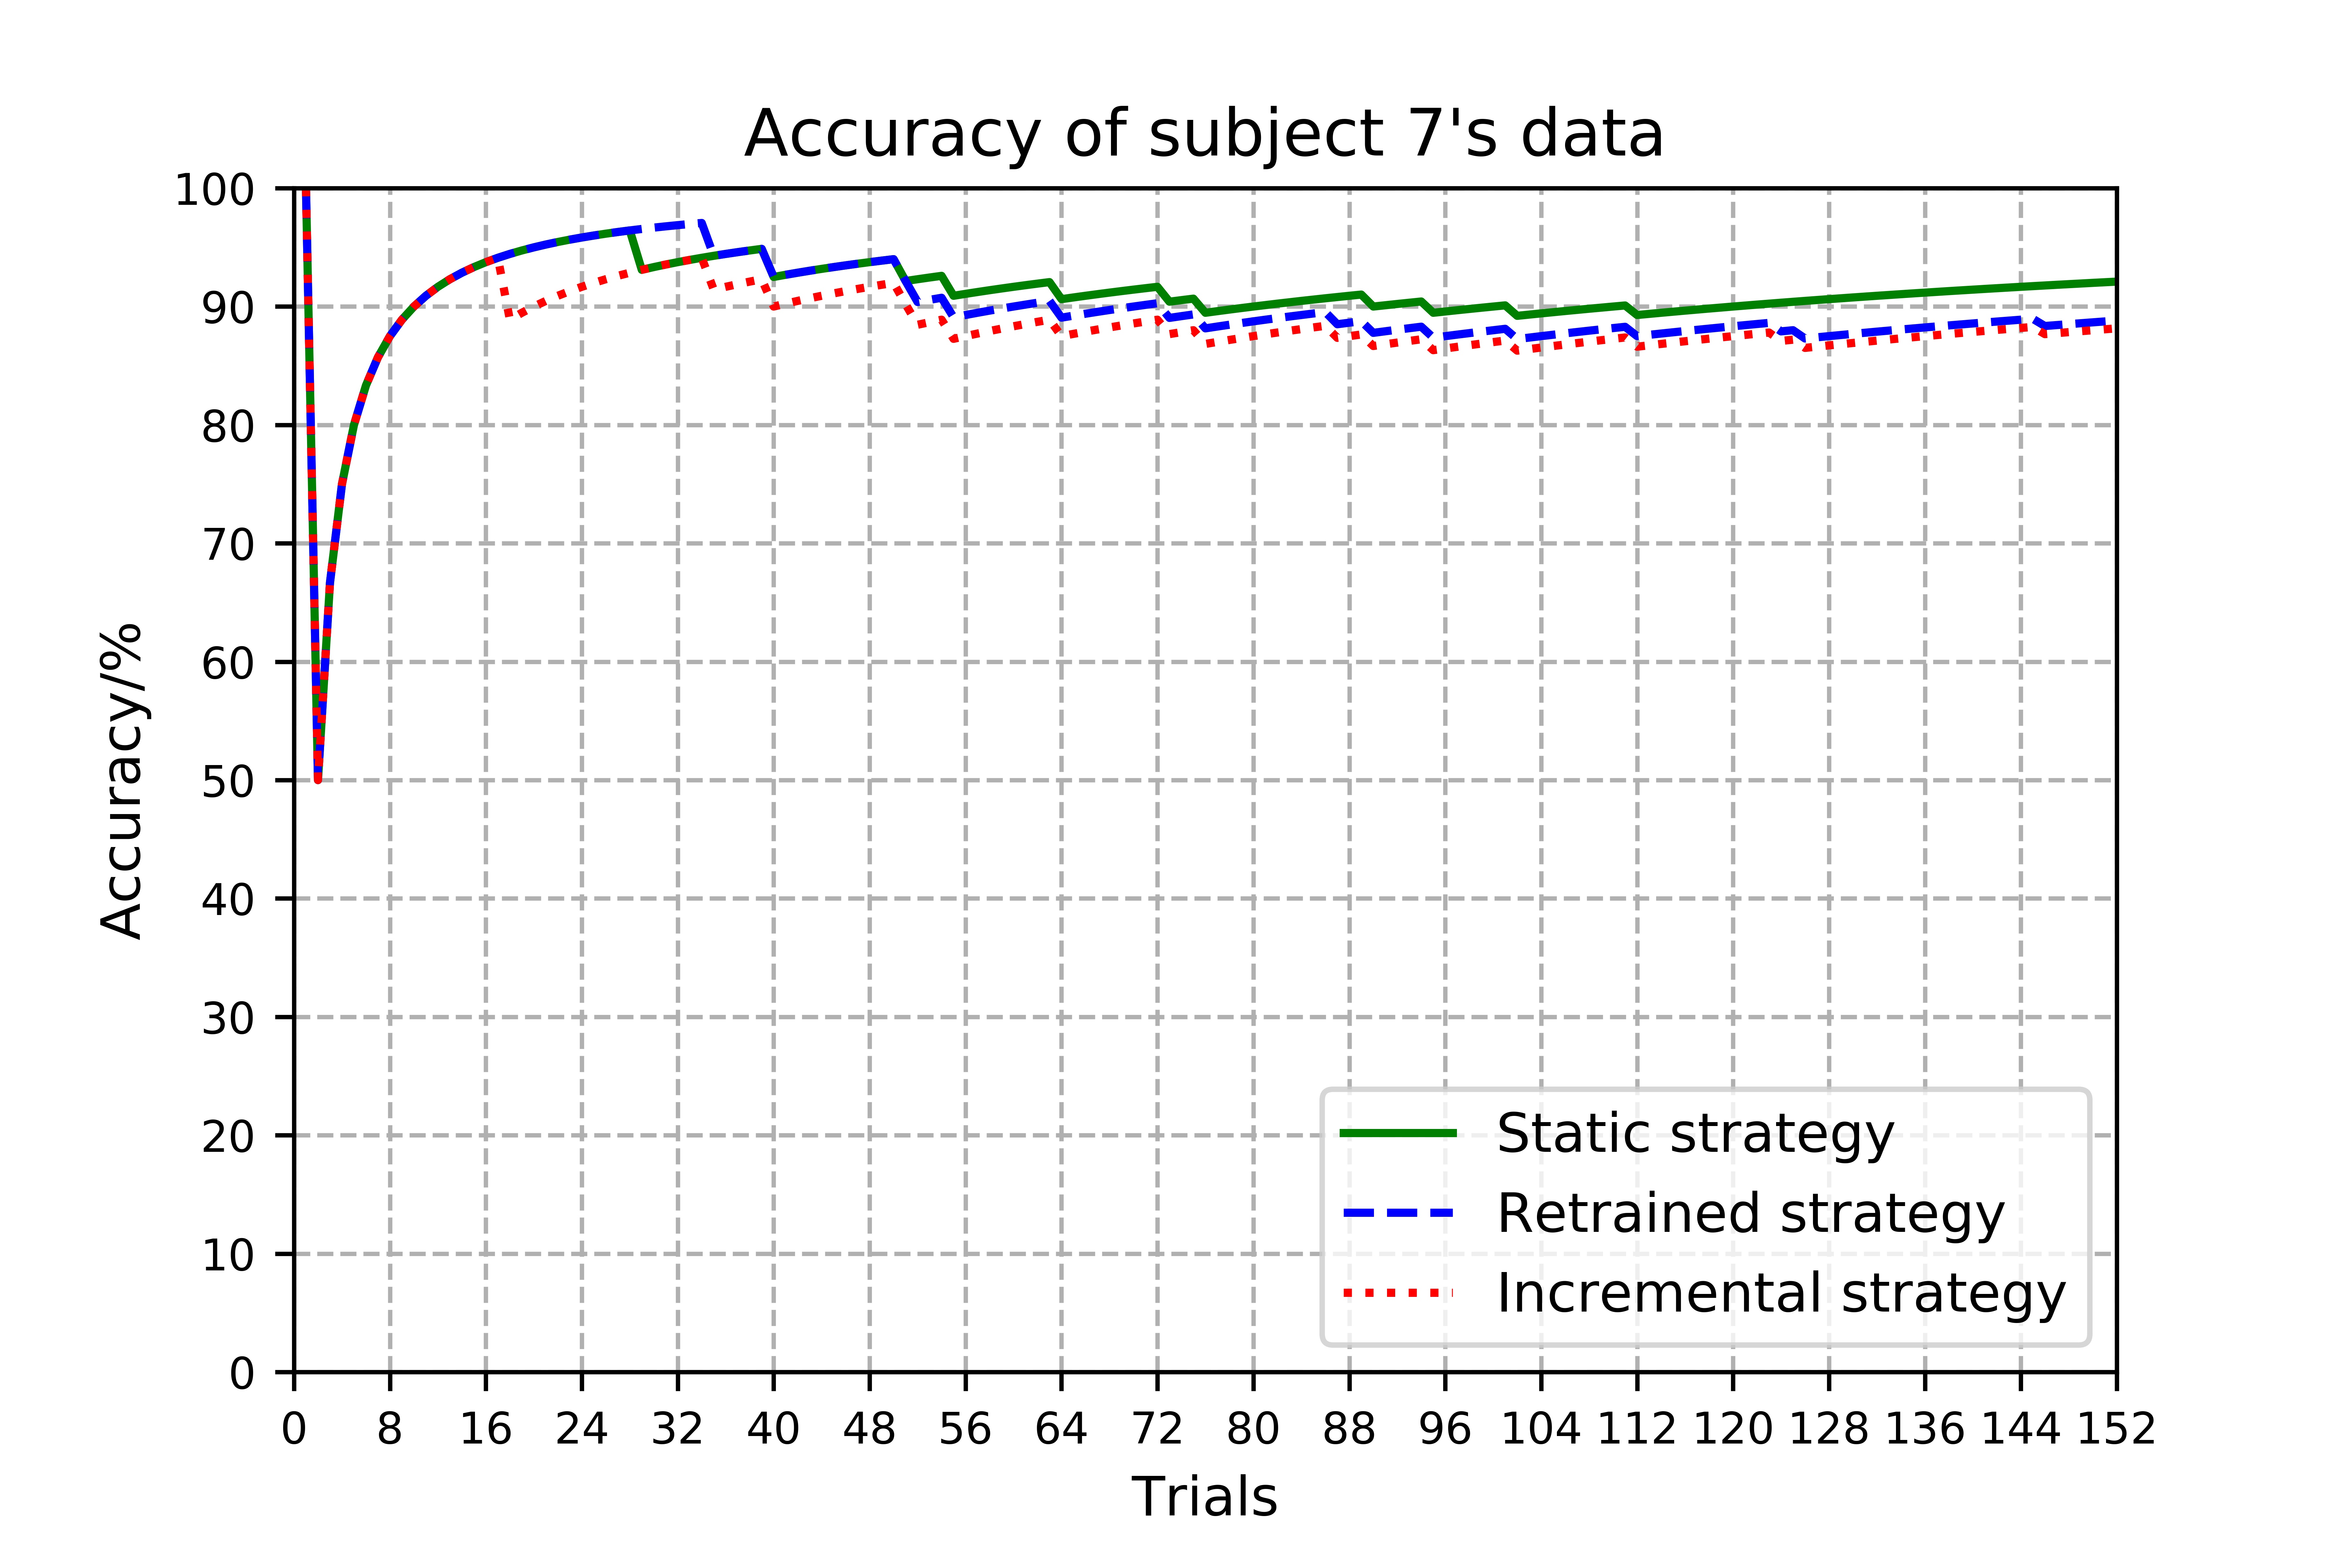 Accuracy of subject 7's data
Accuracy/%
100
90
80
70
60
50
40
30
20
10
0
Static strategy
Retrained strategy
Incremental strategy
0 8 16 24 32 40 48 56 64 72 80 88 96 104 112 120 128 136 144 152
Trials